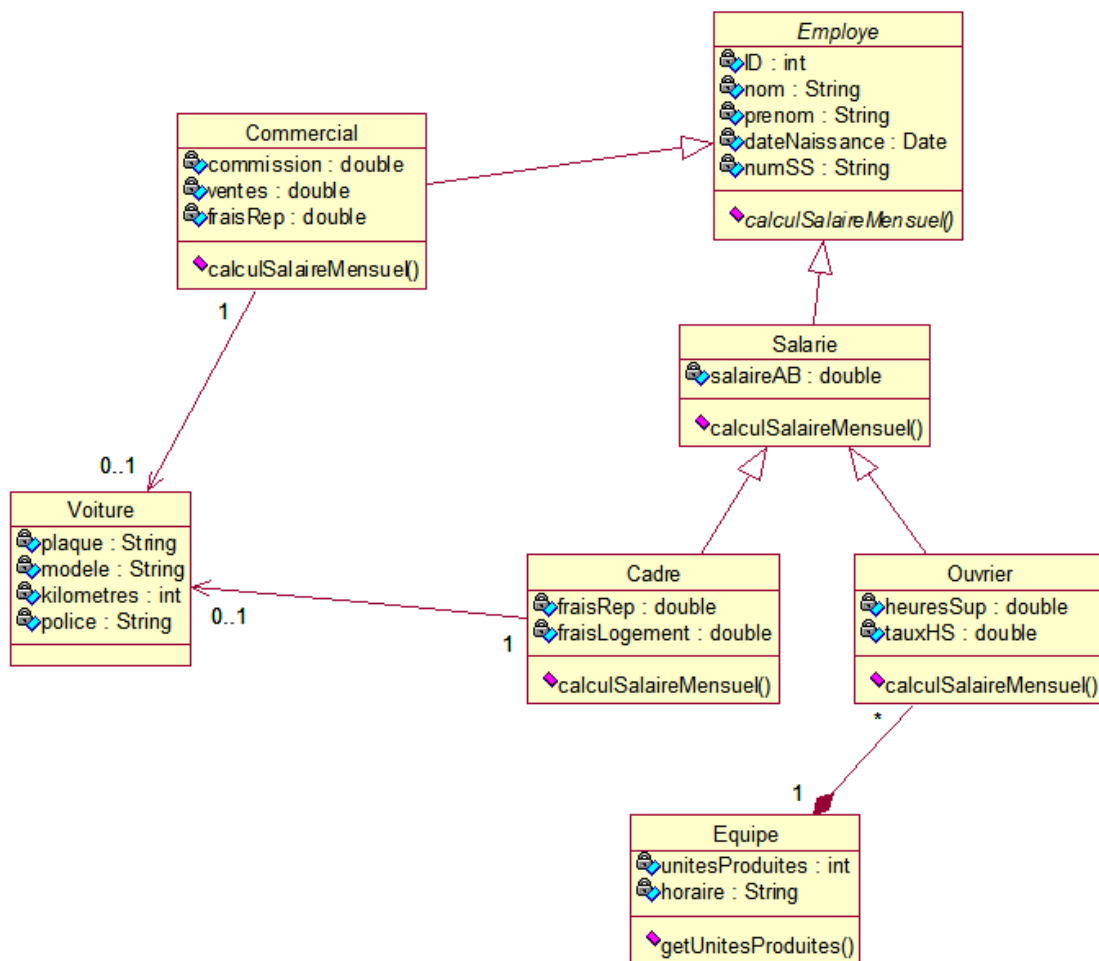 Employe
ID : int
nom : String
prenom : String
dateNaissance : Date
numSS : String
calculSalaireMensuel()
Commercial
commission : double
ventes : double
fraisRep : double
calculSalaireMensuel()
1
0..1
Salarie
salaireAB : double
calculSalaireMensuel()
Voiture
plaque : String
modele : String
kilometres : int
police : String
0..1
1
Cadre
fraisRep : double
fraisLogement : double
calculSalaireMensuel()
Ouvrier
heuresSup : double
tauxHS : double
calculSalaireMensuel()
*
1
Equipe
unitesProduites : int
horaire : String
getUnitesProduites()